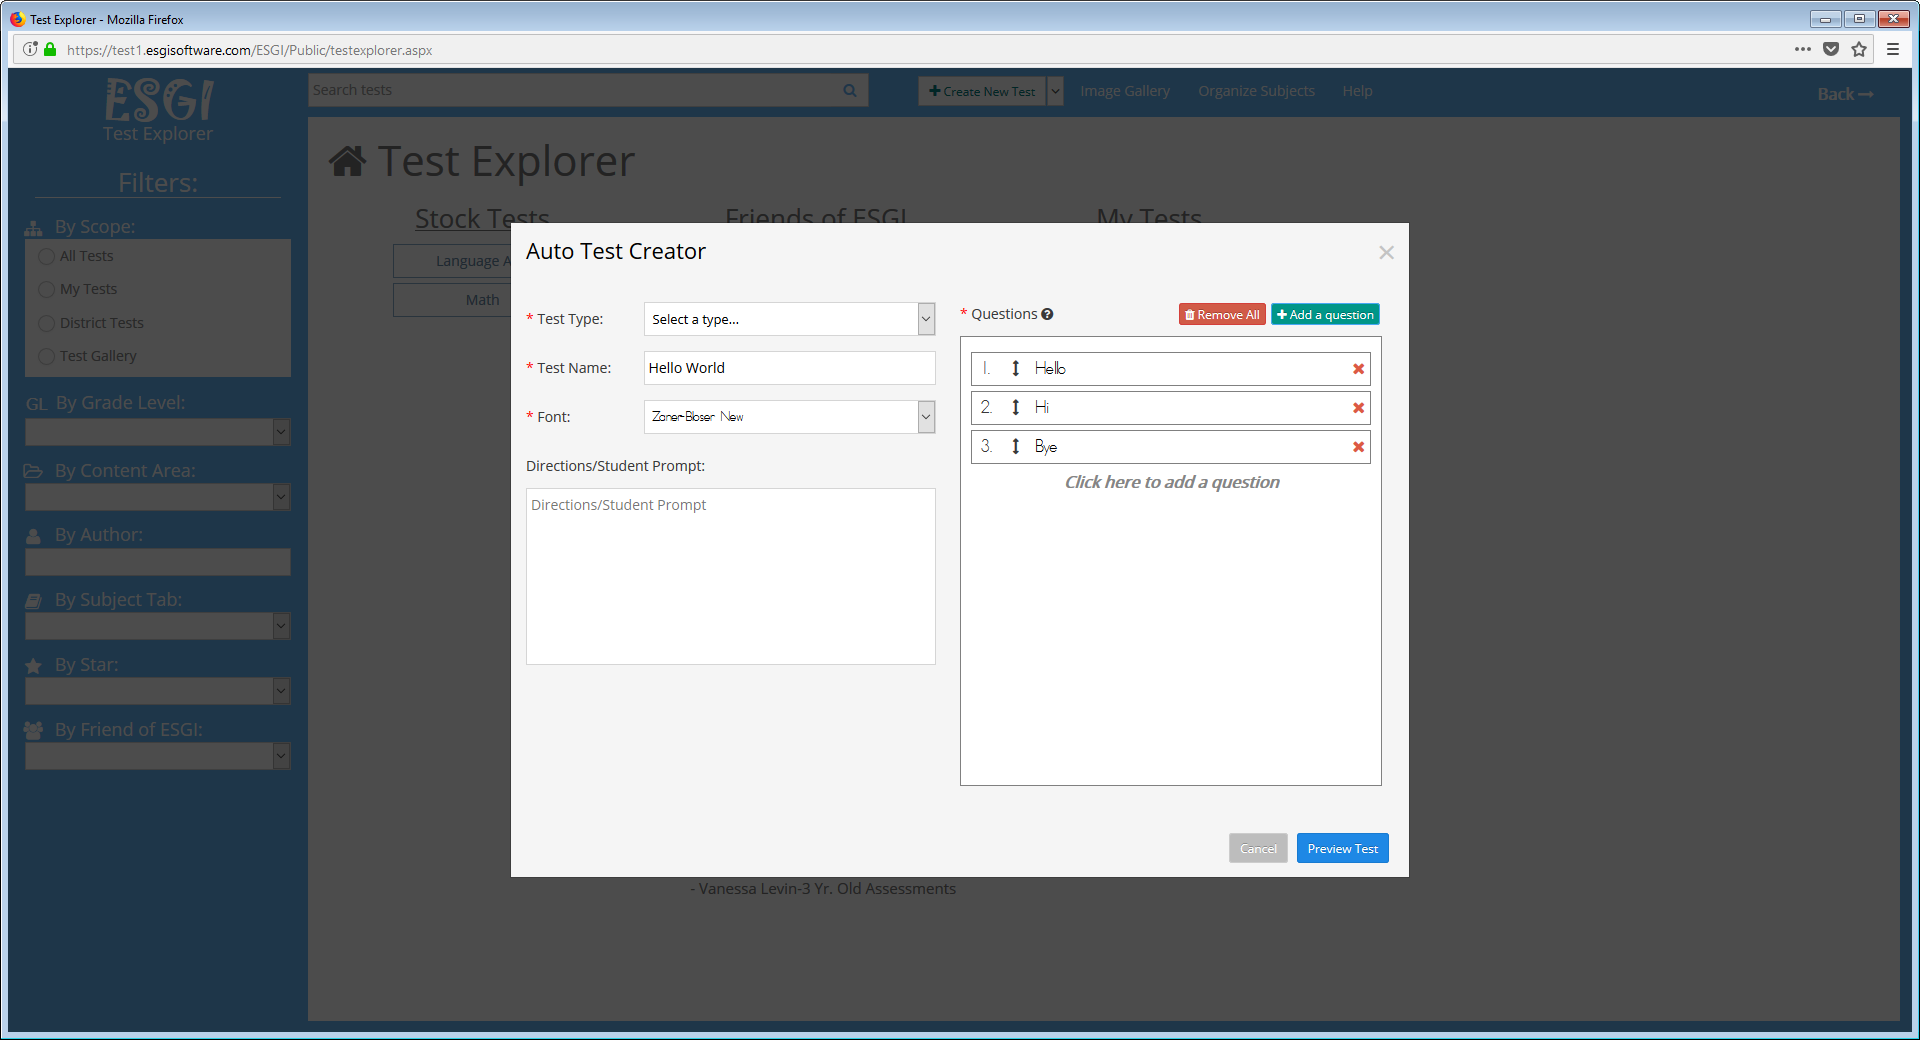 Test Explorer - Mozilla Firefox
https://test1.esgisoftware.com/ESGI/Public/testexplorer.aspx
ESGI
Test Explorer
Search tests
Create New Test
Image Gallery
Organize Subjects
Help
Back
Filters:
By Scope:
All Tests
My Tests
District Tests
Test Gallery
GL By Grade Level:
By Content Area:
By Author:
By Subject Tab:
By Star:
By Friend of ESGI:
Test Explorer
Stock Tests
Friends of ESGI
My Tests
Language A
Math
Auto Test Creator
* Test Type:
Select a type...
* Test Name:
Hello World
* Font:
Zaner-Bloser New
Directions/Student Prompt:
Directions/Student Prompt
* Questions
Remove All
Add a question
1. Hello
2. Hi
3. Bye
Click here to add a question
Cancel
Preview Test
- Vanessa Levin-3 Yr. Old Assessments